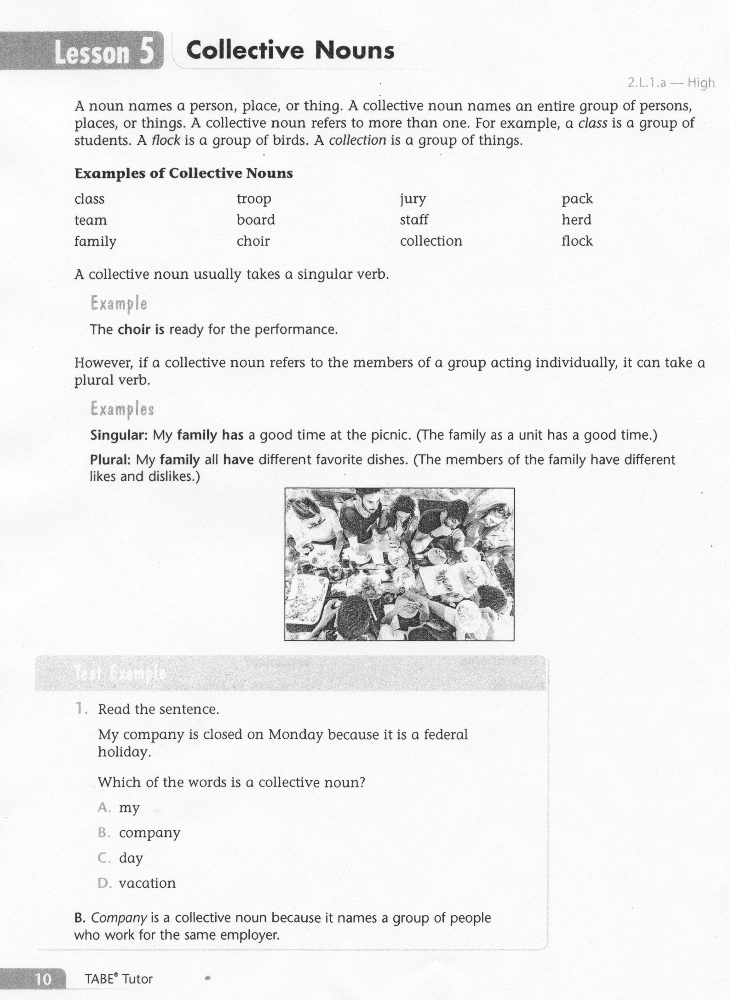 Lesson 5 Collective Nouns
2.L.1.a — High
A noun names a person, place, or thing. A collective noun names an entire group of persons,
places, or things. A collective noun refers to more than one. For example, a class is a group of
students. A flock is a group of birds. A collection is a group of things.
Examples of Collective Nouns
class troop jury pack
team board staff herd
family choir collection flock
A collective noun usually takes a singular verb.
Example
The choir is ready for the performance.
However, if a collective noun refers to the members of a group acting individually, it can take a
plural verb.
Examples
Singular: My family has a good time at the picnic. (The family as a unit has a good time.)
Plural: My family all have different favorite dishes. (The members of the family have different
likes and dislikes.)
Test Example
1. Read the sentence.
My company is closed on Monday because it is a federal
holiday.
Which of the words is a collective noun?
A. my
B. company
C. day
D. vacation
B. Company is a collective noun because it names a group of people
who work for the same employer.
10 TABE® Tutor